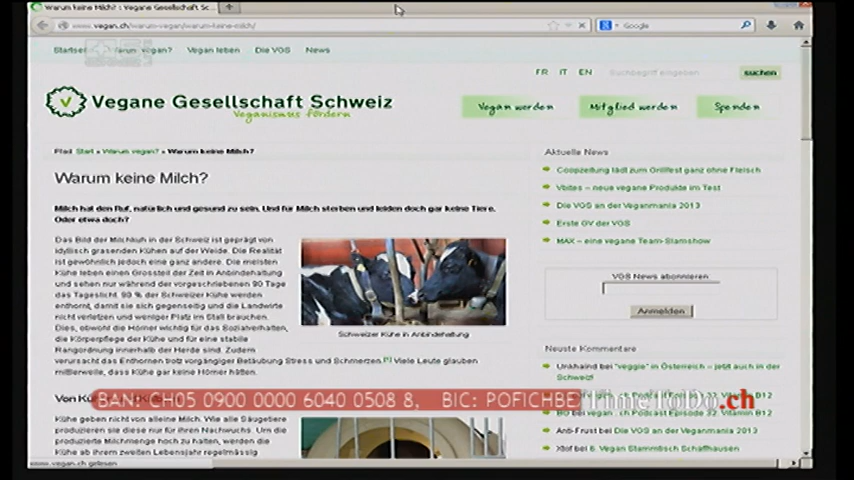 Warum keine Milch? : Vegane Gesellschaft Sc...
www.vegan.ch/warum-vegan/warum-keine-milch/
Google
Vegan leben Die VGS News
FR IT EN Suchbegriff eingeben suchen
Vegane Gesellschaft Schweiz
Veganismus fördern
Vegan werden Mitglied werden Spenden
Pfad: Start » Warum vegan? » Warum keine Milch?
Warum keine Milch?
Milch hat den Ruf, natürlich und gesund zu sein. Und für Milch sterben und leiden doch gar keine Tiere.
Oder etwa doch?
Das Bild der Milchkuh in der Schweiz ist geprägt von
idyllisch grasenden Kühen auf der Weide. Die Realität
ist gewöhnlich jedoch eine ganz andere. Die meisten
Kühe leben einen Grossteil der Zeit in Anbindehaltung
und sehen nur während der vorgeschriebenen 90 Tage
das Tageslicht. 90 % der Schweizer Kühe werden
enthornt, damit sie sich gegenseitig und die Landwirte
nicht verletzen und weniger Platz im Stall brauchen.
Dies, obwohl die Hörner wichtig für das Sozialverhalten,
die Körperpflege der Kühe und für eine stabile
Rangordnung innerhalb der Herde sind. Zudem
verursacht das Enthornen trotz vorgängiger Betäubung Stress und Schmerzen. Viele Leute glauben
mittlerweile, dass Kühe gar keine Hörner hätten.
Schweizer Kühe in Anbindehaltung
Kühe geben nicht von alleine Milch. Wie alle Säugetiere
produzieren sie diese nur für ihren Nachwuchs. Um die
produzierte Milchmenge hoch zu halten, werden die
Kühe ab ihrem zweiten Lebensjahr regelmässig
Aktuelle News
Coopzeitung lädt zum Grillfest ganz ohne Fleisch
Vbites – neue vegane Produkte im Test
Die VGS an der Veganmania 2013
Erste GV der VGS
MAX – eine vegane Team-Slamshow
VGS News abonnieren
Anmelden
Neuste Kommentare
Unkhaind bei "veggie" in Österreich – jetzt auch in der
Schweiz!
BO bei vegan.ch Podcast Episode 32: Vitamin B12
Anti-Frust bei Die VGS an der Veganmania 2013
Xtof bei 6. Vegan Stammtisch Schaffhausen
BAN: CH05 0900 0000 6040 0508 8, BIC: POFICHBE
TimeToDo.ch
www.vegan.ch gelesen